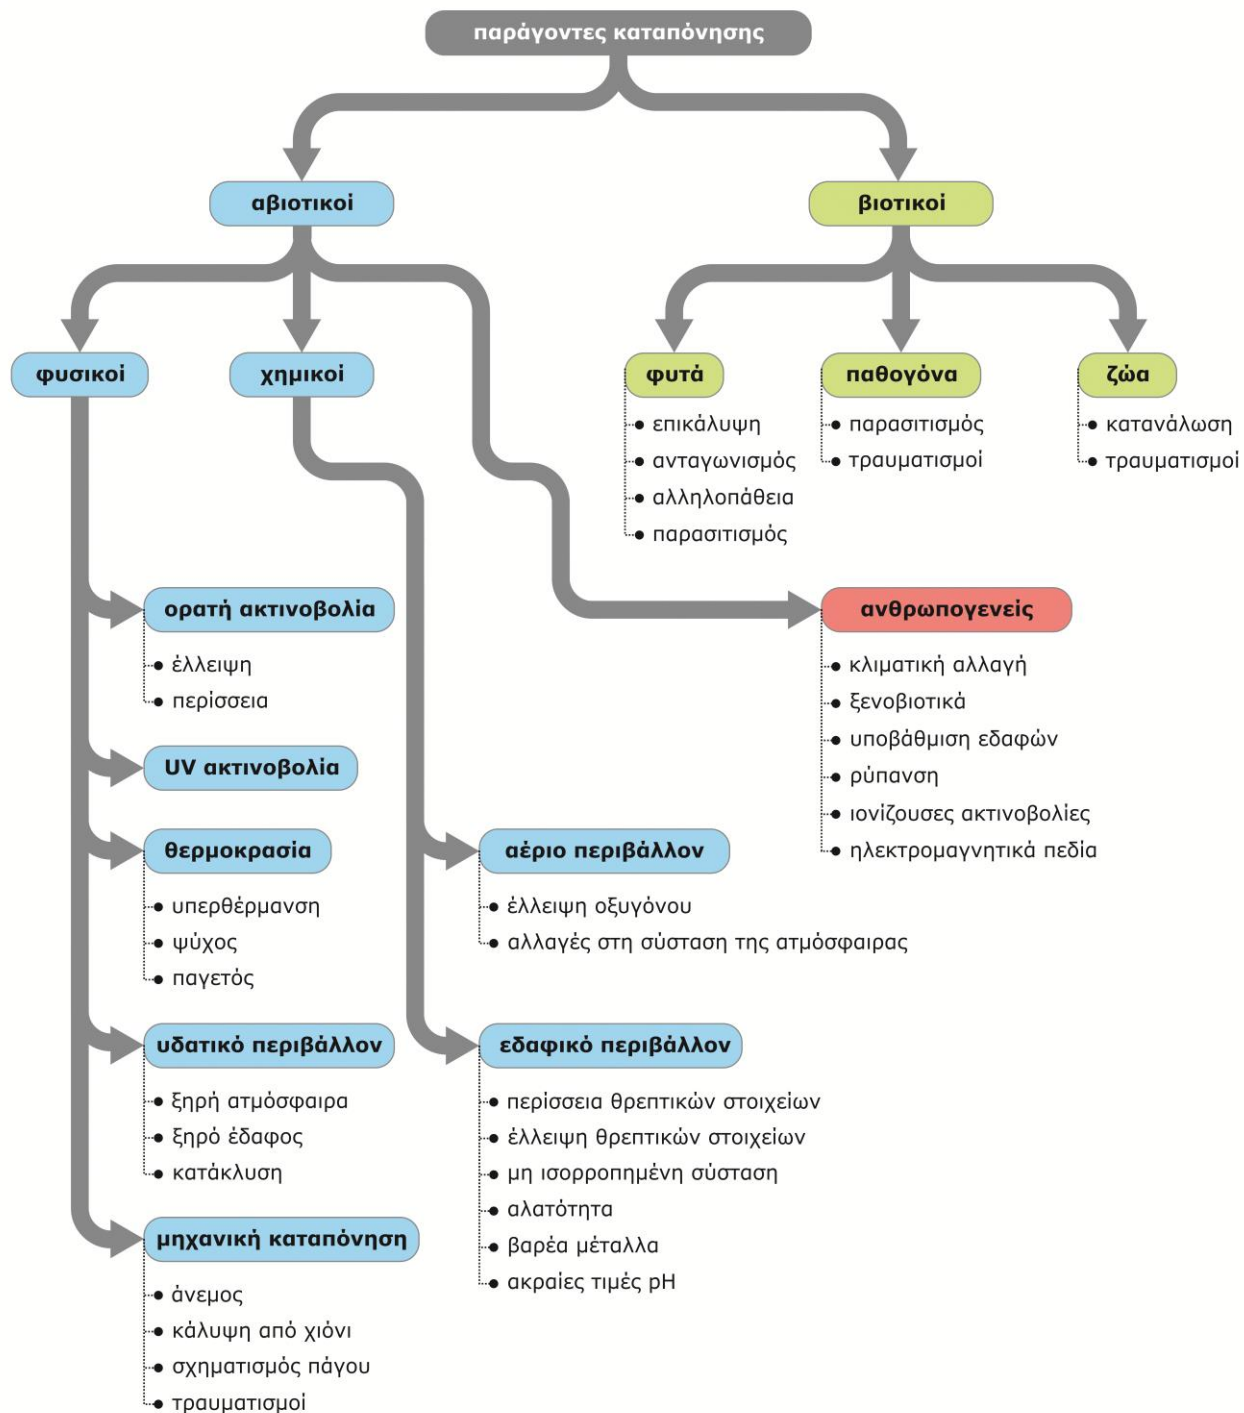 παράγοντες καταπόνησης
αβιοτικοί
βιοτικοί
φυσικοί
χημικοί
φυτά
επικάλυψη
ανταγωνισμός
αλληλοπάθεια
παρασιτισμός
παθογόνα
παρασιτισμός
τραυματισμοί
ζώα
κατανάλωση
τραυματισμοί
ορατή ακτινοβολία
έλλειψη
περίσσεια
UV ακτινοβολία
θερμοκρασία
υπερθέρμανση
ψύχος
παγετός
υδατικό περιβάλλον
ξηρή ατμόσφαιρα
ξηρό έδαφος
κατάκλυση
μηχανική καταπόνηση
άνεμος
κάλυψη από χιόνι
σχηματισμός πάγου
τραυματισμοί
αέριο περιβάλλον
έλλειψη οξυγόνου
αλλαγές στη σύσταση της ατμόσφαιρας
εδαφικό περιβάλλον
περίσσεια θρεπτικών στοιχείων
έλλειψη θρεπτικών στοιχείων
μη ισορροπημένη σύσταση
αλατότητα
βαρέα μέταλλα
ακραίες τιμές pH
ανθρωπογενείς
κλιματική αλλαγή
ξενοβιοτικά
υποβάθμιση εδαφών
ρύπανση
ιονίζουσες ακτινοβολίες
ηλεκτρομαγνητικά πεδία